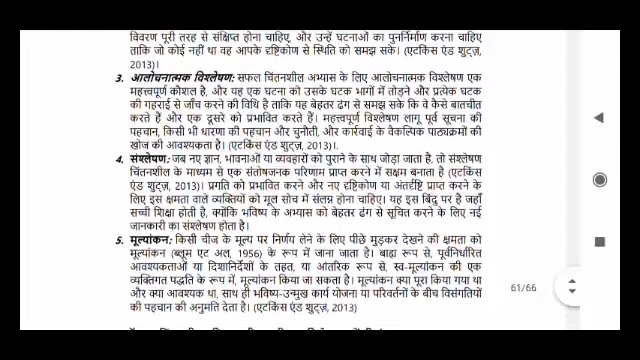 विवरण पूरी तरह से संक्षिप्त होना चाहिए, और उन्हें घटनाओं का पुनर्निर्माण करना चाहिए
ताकि जो कोई नहीं था वह आपके दृष्टिकोण से स्थिति को समझ सके। (एटकिंस एंड शुट्ज़,
2013)।
3. आलोचनात्मक विश्लेषण: सफल चिंतनशील अभ्यास के लिए आलोचनात्मक विश्लेषण एक
महत्त्वपूर्ण कौशल है, और यह एक घटना को उसके घटक भागों में तोड़ने और प्रत्येक घटक
की गहराई से जाँच करने की विधि है ताकि यह बेहतर ढंग से समझ सके कि वे कैसे बातचीत
करते हैं और एक दूसरे को प्रभावित करते हैं। महत्त्वपूर्ण विश्लेषण लागू पूर्व सूचना की
पहचान, किसी भी धारणा की पहचान और चुनौती, और कार्रवाई के वैकल्पिक पाठ्यक्रमों की
खोज की आवश्यकता है। (एटकिंस एंड शुट्ज़, 2013)।.
4. संश्लेषण: जब नए ज्ञान, भावनाओं या व्यवहारों को पुराने के साथ जोड़ा जाता है, तो संश्लेषण
चिंतनशील के माध्यम से एक संतोषजनक परिणाम प्राप्त करने में सक्षम बनाता है (एटकिंस
एंड शुट्ज़, 2013)। प्रगति को प्रभावित करने और नए दृष्टिकोण या अंतर्दृष्टि प्राप्त करने के
लिए इस क्षमता वाले व्यक्तियों को मूल सोच में संलग्न होना चाहिए। यह इस बिंदु पर है जहाँ
सच्ची शिक्षा होती है, क्योंकि भविष्य के अभ्यास को बेहतर ढंग से सूचित करने के लिए नई
जानकारी का संश्लेषण होता है।
5. मूल्यांकन: किसी चीज के मूल्य पर निर्णय लेने के लिए पीछे मुड़कर देखने की क्षमता को
मूल्यांकन (ब्लूम एट अल, 1956) के रूप में जाना जाता है। बाह्य रूप से, पूर्वनिर्धारित
आवश्यकताओं या दिशानिर्देशों के तहत, या आंतरिक रूप से, स्व-मूल्यांकन की एक
व्यक्तिगत पद्धति के रूप में, मूल्यांकन किया जा सकता है। मूल्यांकन क्या पूरा किया गया था
और क्या आवश्यक था, साथ ही भविष्य-उन्मुख कार्य योजना या परिवर्तनों के बीच विसंगतियों
की पहचान की अनुमति देता है। (एटकिंस एंड शुट्ज़, 2013)
61/66